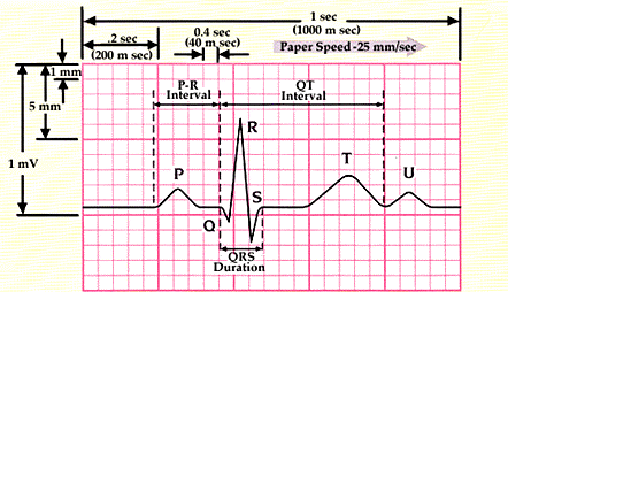 1 sec
(1000 m sec)
.2 sec
(200 m sec)
0.4 sec
(40 m sec)
Paper Speed-25 mm/sec
1 mm
5 mm
1 mV
P-R
Interval
QT
Interval
R
P
T
U
S
Q
QRS
Duration